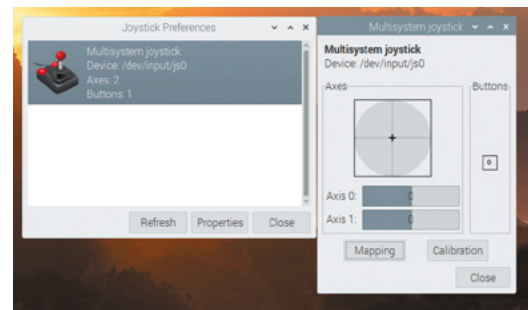 Joystick Preferences
Multisystem joystick
Device: /dev/input/js0
Axes: 2
Buttons: 1
Refresh
Properties
Close
Multisystem joystick
Multisystem joystick
Device: /dev/input/js0
Axes
Buttons
0
Axis 0:
0
Axis 1:
0
Mapping
Calibration
Close